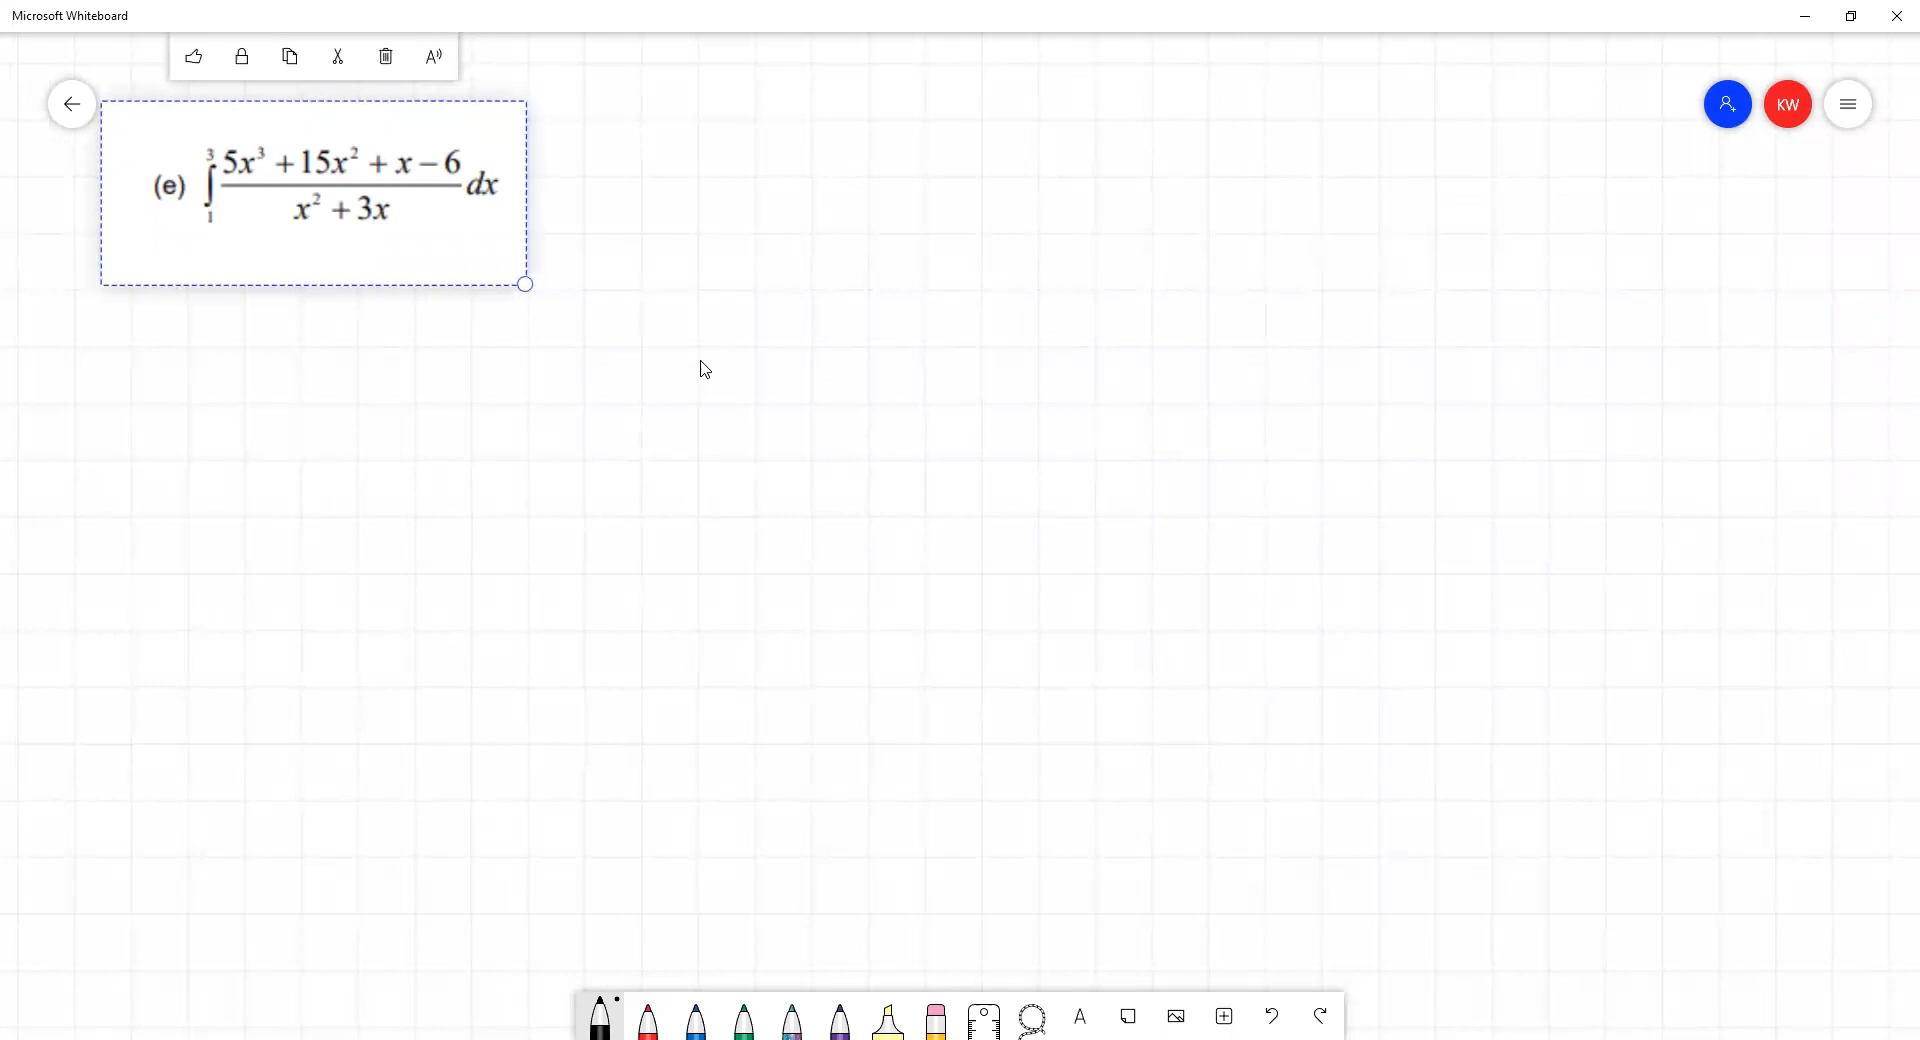 Microsoft Whiteboard
A
KW
(e) ∫₁³ (5x³ + 15x² + x − 6)/(x² + 3x) dx
A